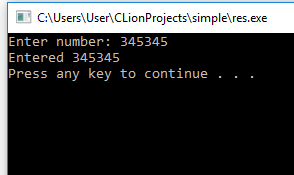 C:\Users\User\CLionProjects\simple\res.exe
Enter number: 345345
Entered 345345
Press any key to continue . . .